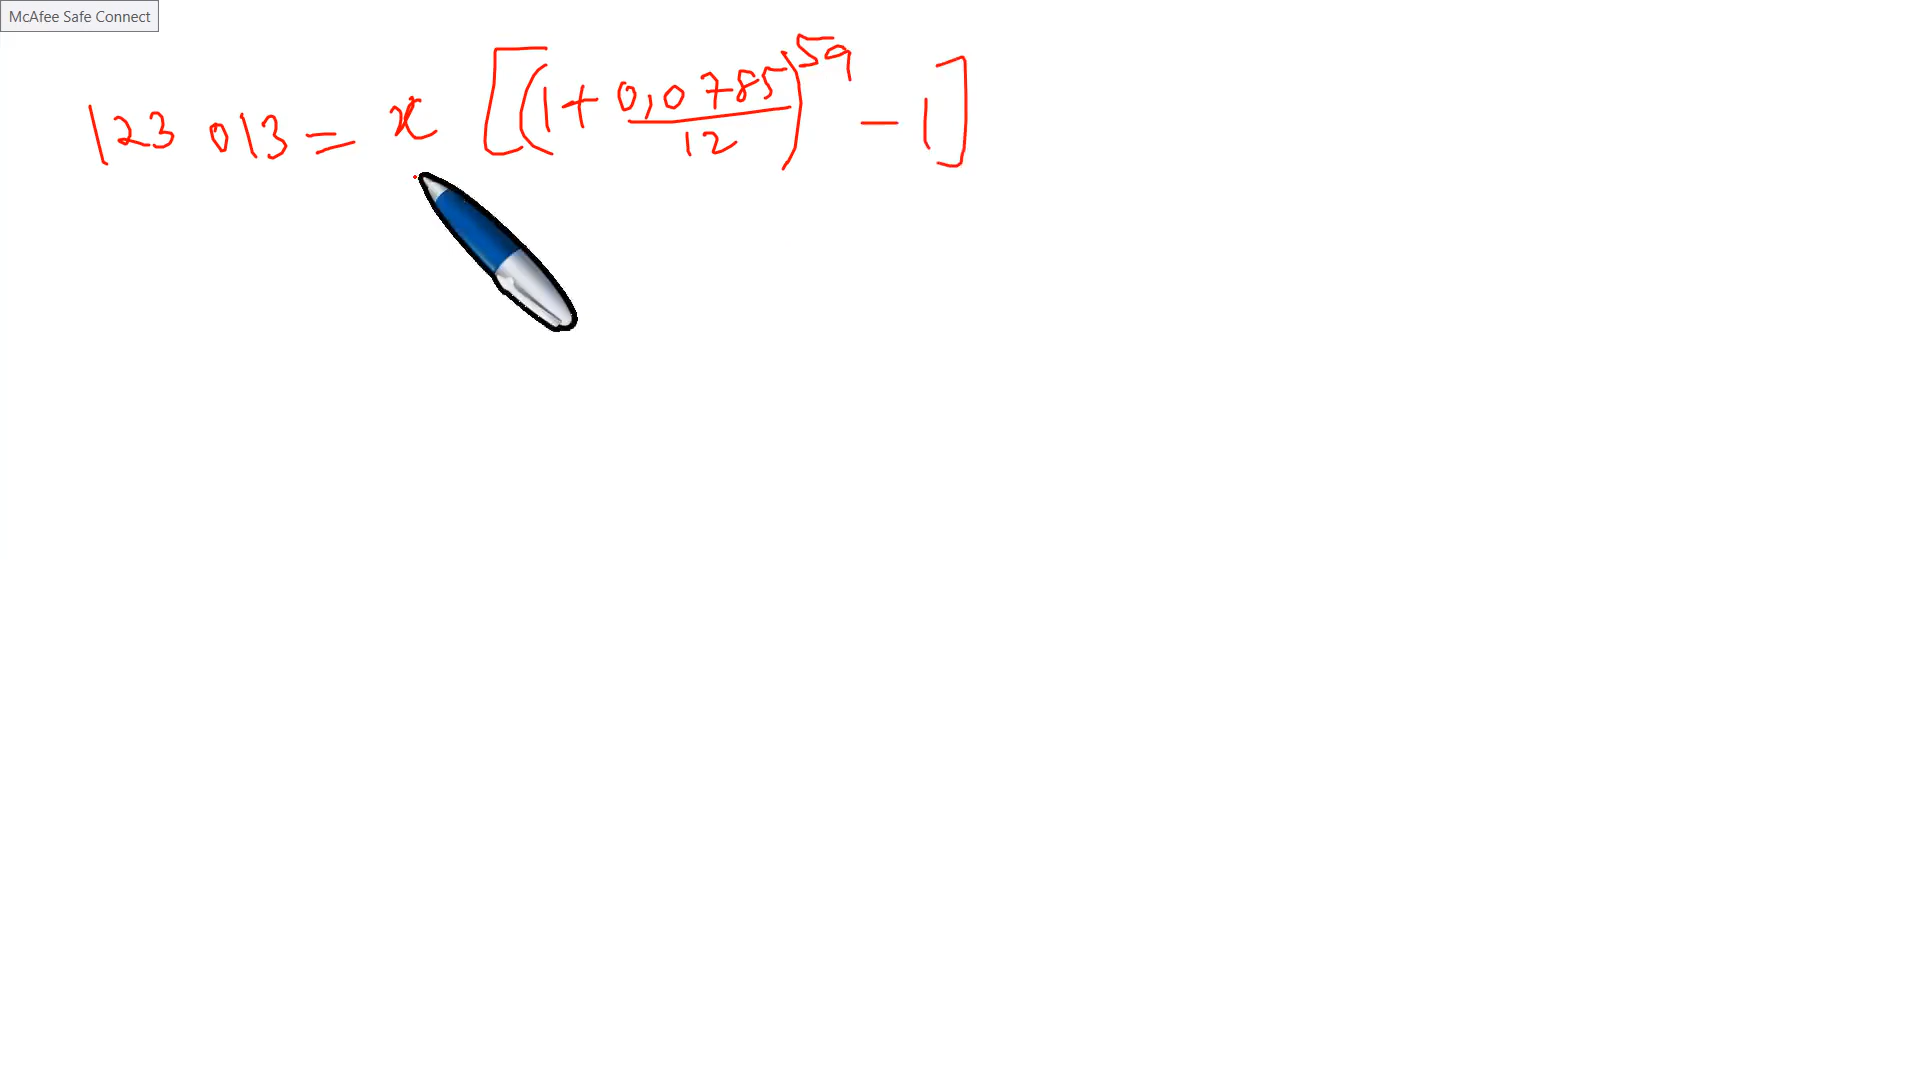 McAfee Safe Connect
123 013 = x [(1 + 0,0785/12)^59 - 1]